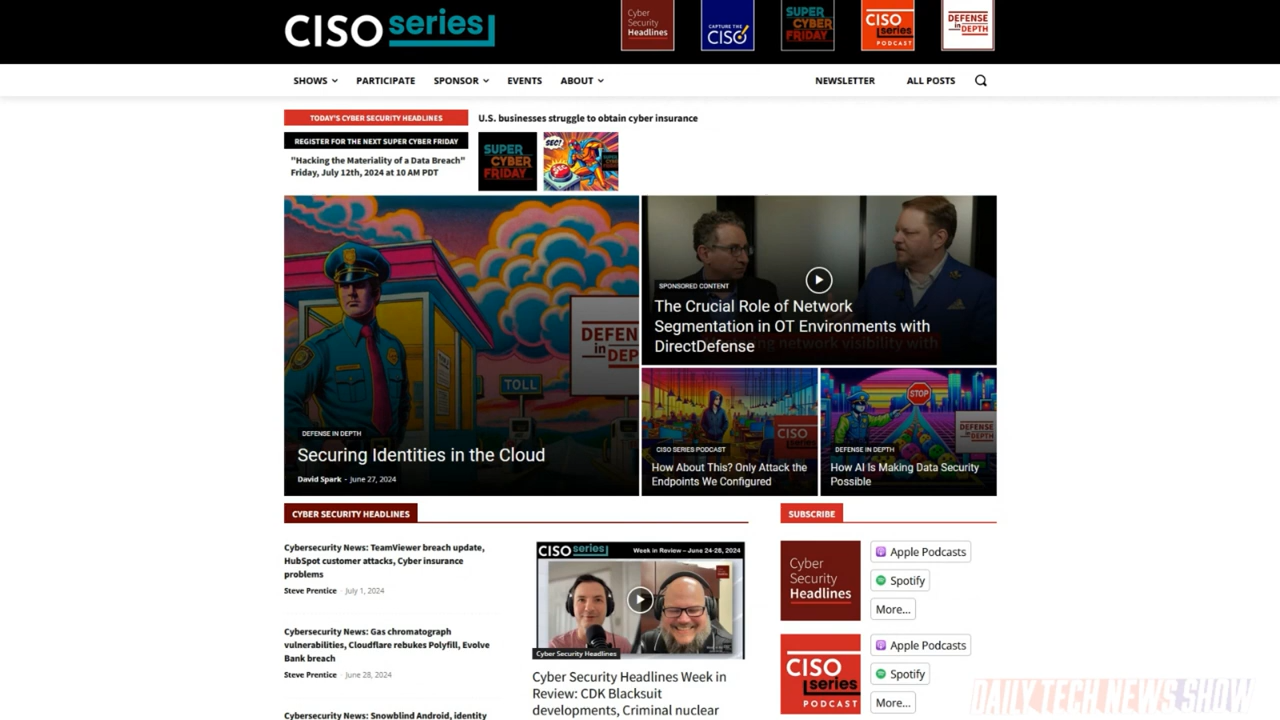 CISO series
Cyber
Security
Headlines
CAPTURE THE
CISO
SUPER
CYBER
FRIDAY
CISO
series
PODCAST
DEFENSE
in
DEPTH
SHOWS PARTICIPATE SPONSOR EVENTS ABOUT NEWSLETTER ALL POSTS
TODAY'S CYBER SECURITY HEADLINES
U.S. businesses struggle to obtain cyber insurance
REGISTER FOR THE NEXT SUPER CYBER FRIDAY
"Hacking the Materiality of a Data Breach"
Friday, July 12th, 2024 at 10 AM PDT
SUPER
CYBER
FRIDAY
SEC!
TOLL
DEFEN
in
DEP
DEFENSE IN DEPTH
Securing Identities in the Cloud
David Spark - June 27, 2024
SPONSORED CONTENT
The Crucial Role of Network
Segmentation in OT Environments with
DirectDefense
network visibility with
CISO
CISO SERIES PODCAST
How About This? Only Attack the
Endpoints We Configured
STOP
DEFENSE
in
DEPTH
DEFENSE IN DEPTH
How AI Is Making Data Security
Possible
CYBER SECURITY HEADLINES
Cybersecurity News: TeamViewer breach update,
HubSpot customer attacks, Cyber insurance
problems
Steve Prentice - July 1, 2024
Cybersecurity News: Gas chromatograph
vulnerabilities, Cloudflare rebukes Polyfill, Evolve
Bank breach
Steve Prentice - June 28, 2024
Cybersecurity News: Snowblind Android, identity
CISO series Week in Review – June 24-28, 2024
Cyber Security Headlines
Cyber Security Headlines Week in
Review: CDK Blacksuit
developments, Criminal nuclear
SUBSCRIBE
Cyber
Security
Headlines
Apple Podcasts
Spotify
More...
CISO
series
PODCAST
Apple Podcasts
Spotify
More...
DAILY TECH NEWS SHOW